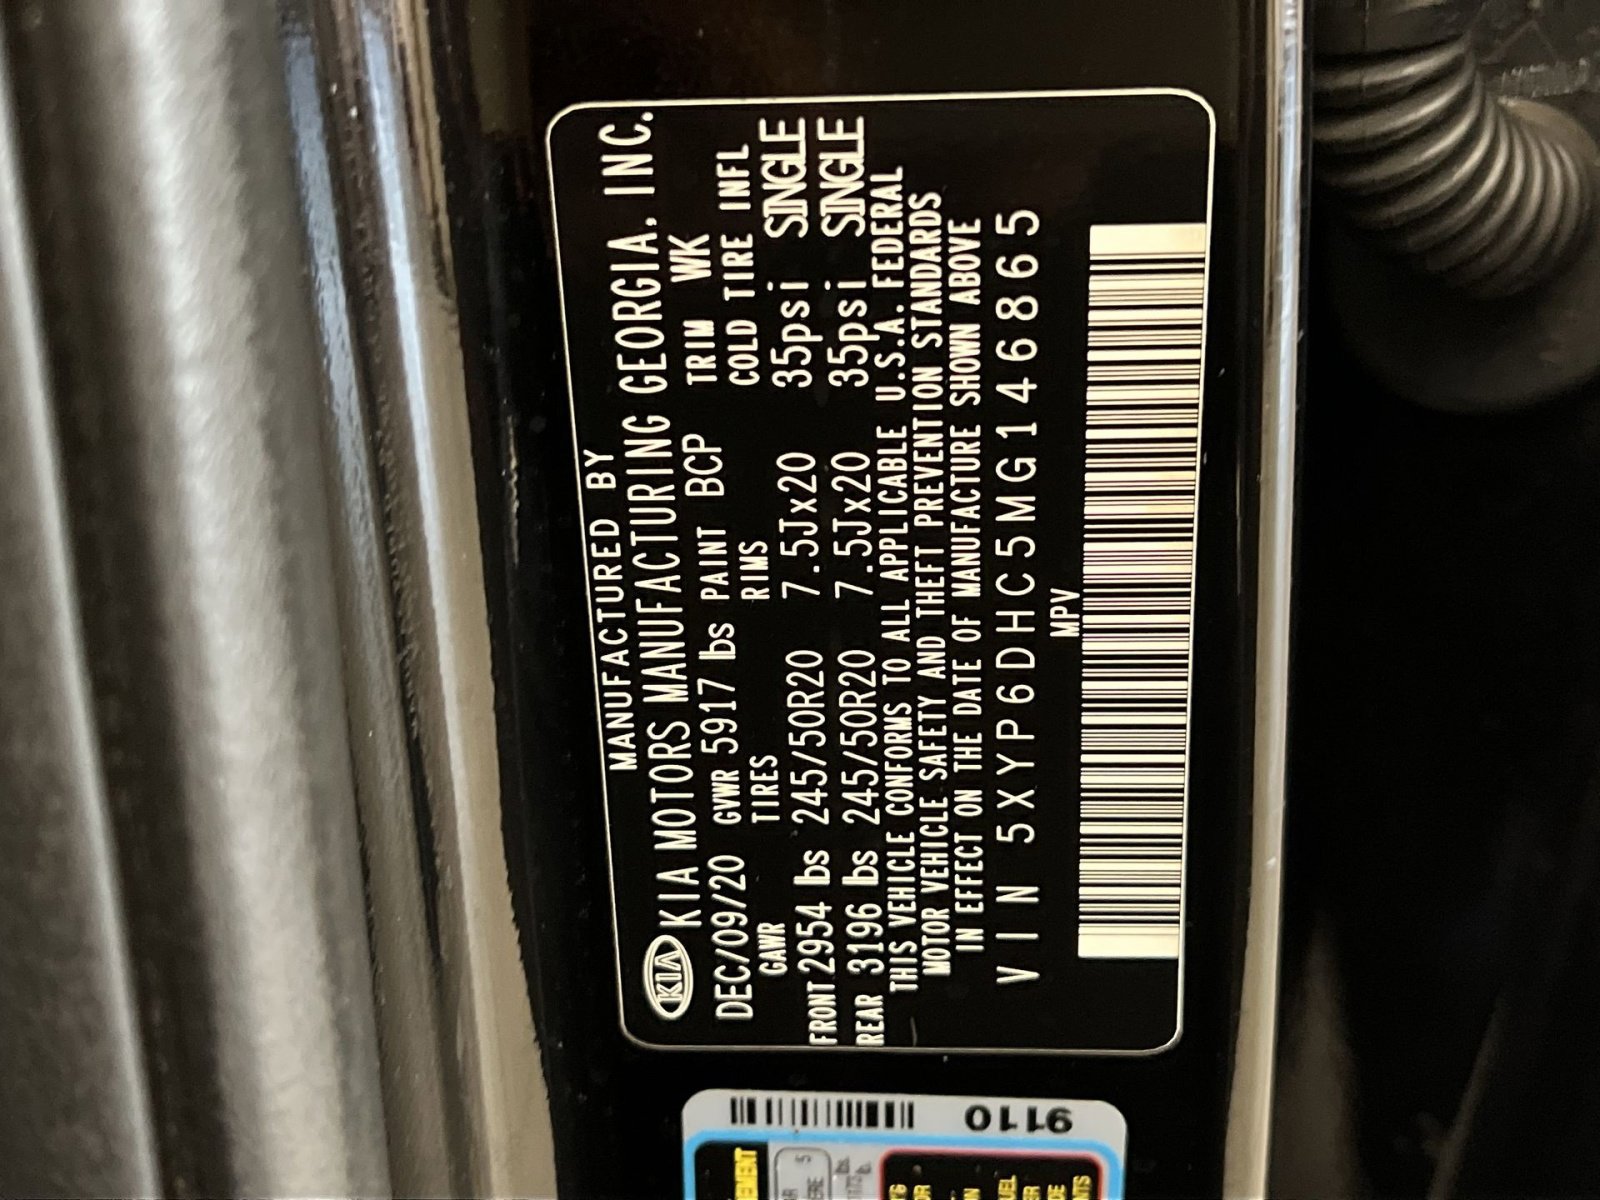 MANUFACTURED BY
KIA KIA MOTORS MANUFACTURING GEORGIA, INC.
DEC/09/20 GVWR 5917 lbs PAINT BCP TRIM WK
GAWR TIRES RIMS COLD TIRE INFL
FRONT 2954 lbs 245/50R20 7.5Jx20 35psi SINGLE
REAR 3196 lbs 245/50R20 7.5Jx20 35psi SINGLE
THIS VEHICLE CONFORMS TO ALL APPLICABLE U.S.A. FEDERAL
MOTOR VEHICLE SAFETY AND THEFT PREVENTION STANDARDS
IN EFFECT ON THE DATE OF MANUFACTURE SHOWN ABOVE
VIN 5XYP6DHC5MG146865
MPV
9110